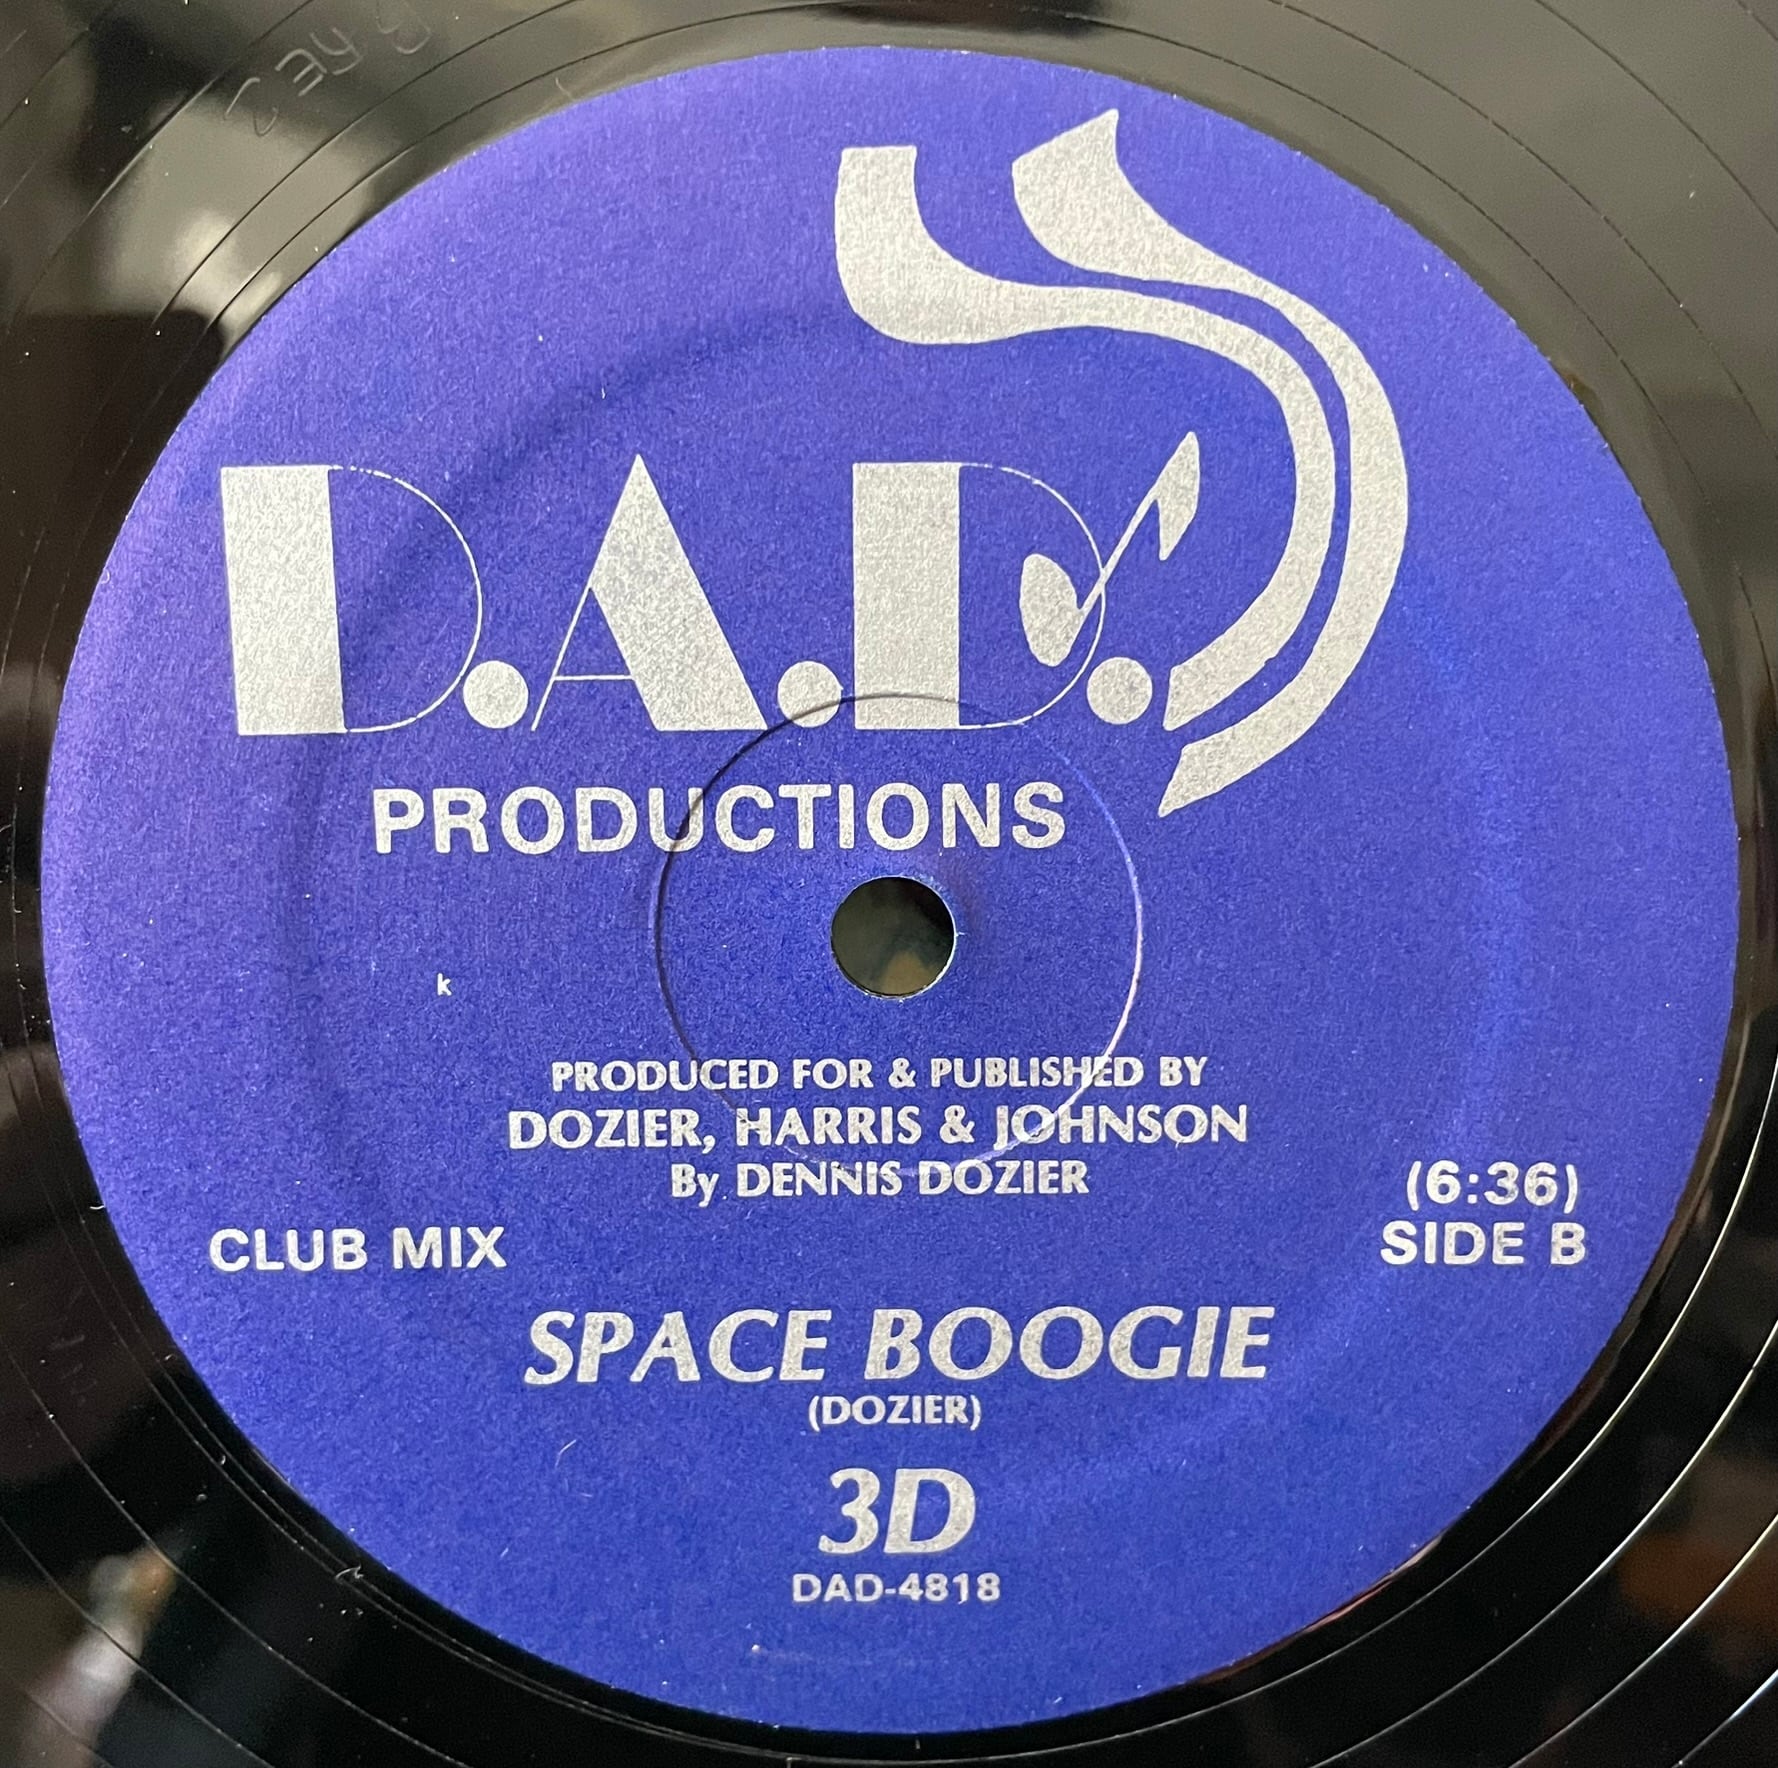 D.A.D.
PRODUCTIONS
k
PRODUCED FOR & PUBLISHED BY
DOZIER, HARRIS & JOHNSON
By DENNIS DOZIER
(6:36)
CLUB MIX
SIDE B
SPACE BOOGIE
(DOZIER)
3D
DAD-4818